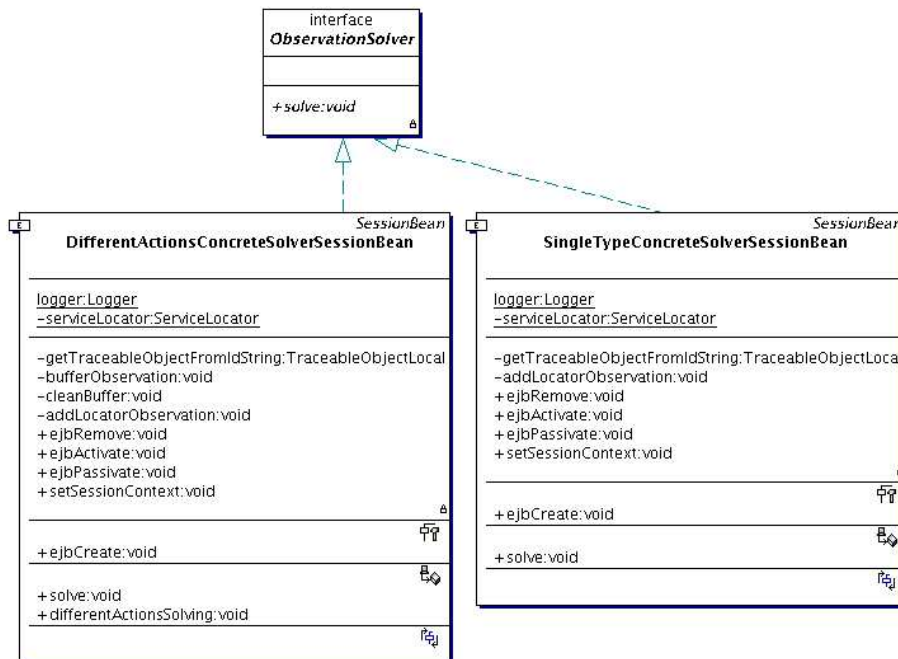 interface
ObservationSolver
+solve:void
SessionBean
DifferentActionsConcreteSolverSessionBean
logger:Logger
-serviceLocator:ServiceLocator
-getTraceableObjectFromIdString:TraceableObjectLocal
-bufferObservation:void
-cleanBuffer:void
-addLocatorObservation:void
+ejbRemove:void
+ejbActivate:void
+ejbPassivate:void
+setSessionContext:void
+ejbCreate:void
+solve:void
+differentActionsSolving:void
SessionBean
SingleTypeConcreteSolverSessionBean
logger:Logger
-serviceLocator:ServiceLocator
-getTraceableObjectFromIdString:TraceableObjectLoca
-addLocatorObservation:void
+ejbRemove:void
+ejbActivate:void
+ejbPassivate:void
+setSessionContext:void
+ejbCreate:void
+solve:void